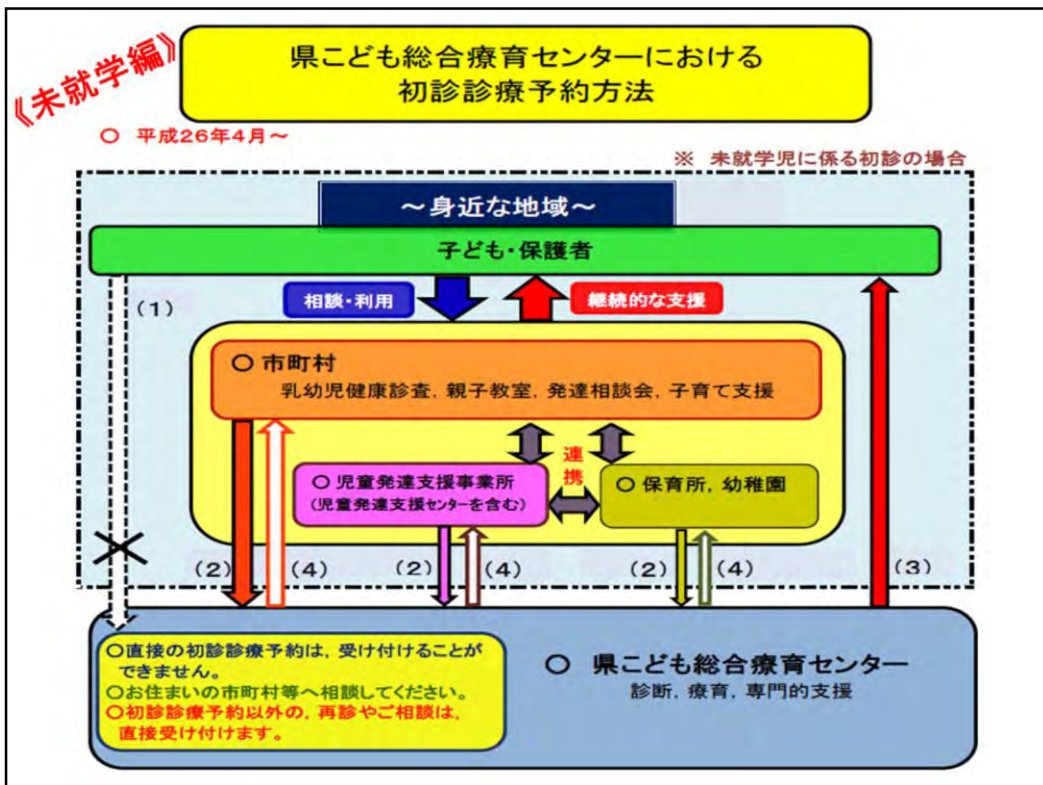 《未就学編》
県こども総合療育センターにおける
初診診療予約方法
○ 平成26年4月～
※ 未就学児に係る初診の場合
～身近な地域～
子ども・保護者
(1)
相談・利用
継続的な支援
○ 市町村
乳幼児健康診査，親子教室，発達相談会，子育て支援
連
携
○ 児童発達支援事業所
(児童発達支援センターを含む)
○ 保育所，幼稚園
(2)
(4)
(2)
(4)
(2)
(4)
(3)
○直接の初診診療予約は，受け付けることが
できません。
○お住まいの市町村等へ相談してください。
○初診診療予約以外の，再診やご相談は，
直接受け付けます。
○ 県こども総合療育センター
診断，療育，専門的支援